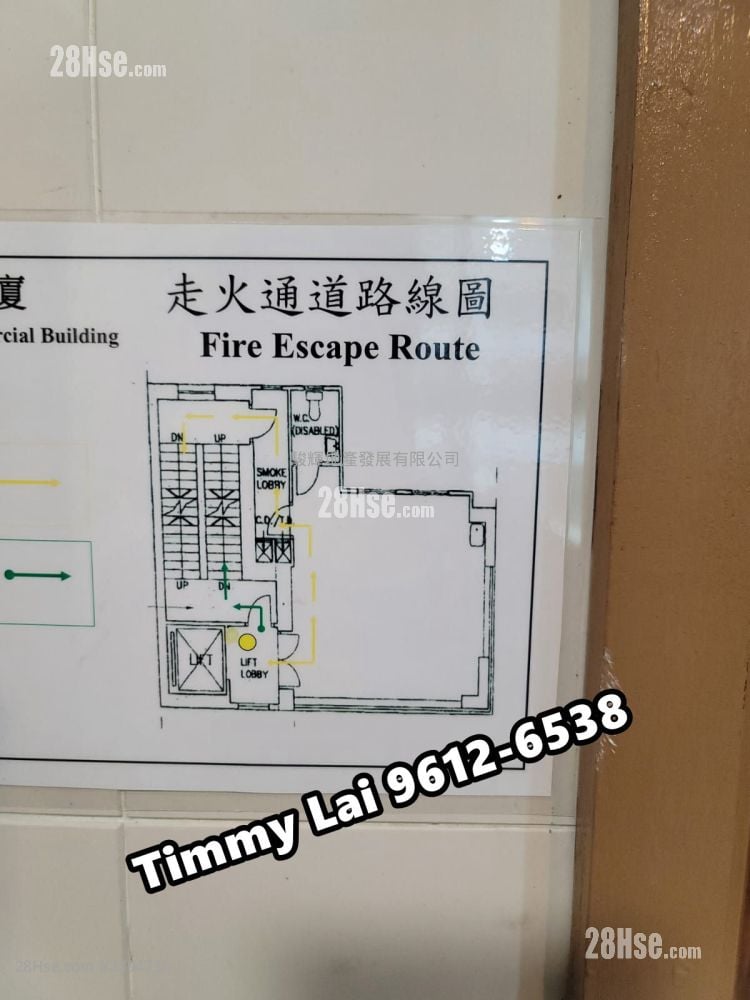 28Hse.com
廈
走火通道路線圖
rcial Building
Fire Escape Route
W.C.
(DISABLED)
DN
UP
SMOKE
LOBBY
28Hse.com
UP
DN
LIFT
LIFT
LOBBY
Timmy Lai 9612-6538
28Hse.com